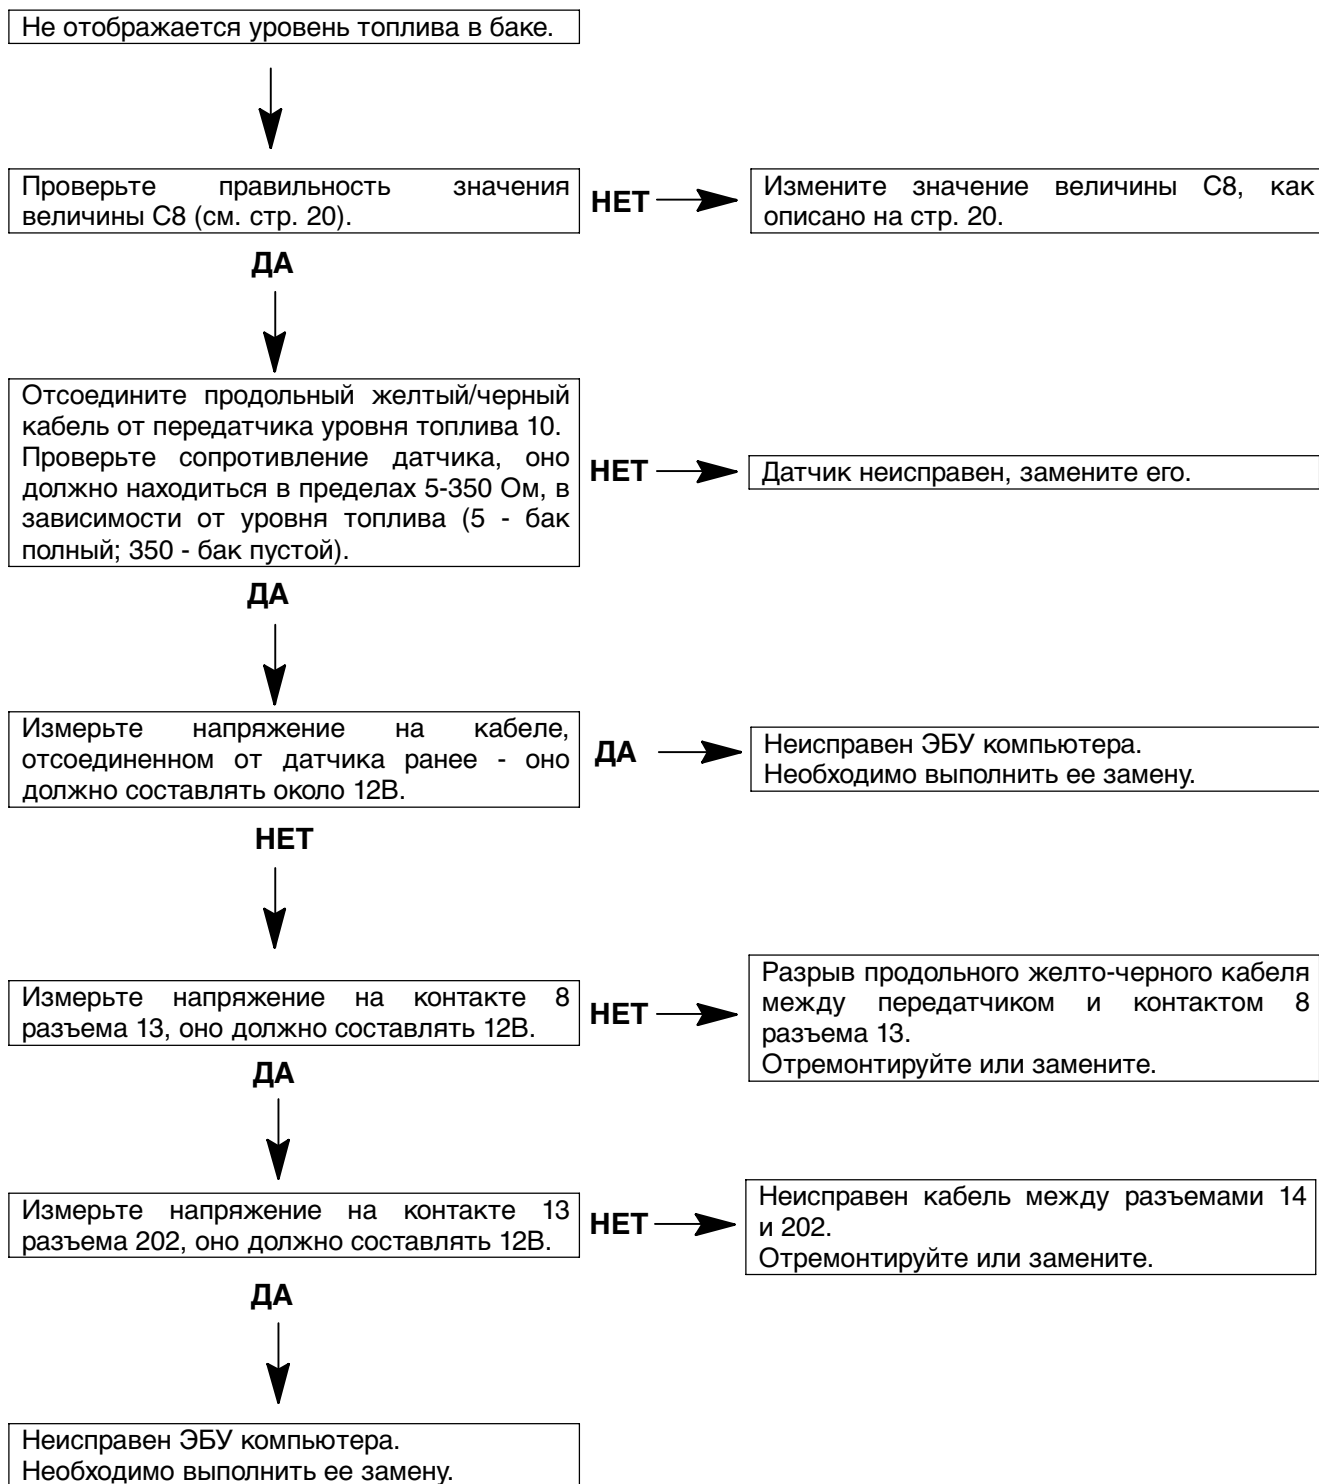 Не отображается уровень топлива в баке.
Проверьте правильность значения
величины C8 (см. стр. 20).
НЕТ
Измените значение величины C8, как
описано на стр. 20.
ДА
Отсоедините продольный желтый/черный
кабель от передатчика уровня топлива 10.
Проверьте сопротивление датчика, оно
должно находиться в пределах 5-350 Ом, в
зависимости от уровня топлива (5 - бак
полный; 350 - бак пустой).
НЕТ
Датчик неисправен, замените его.
ДА
Измерьте напряжение на кабеле,
отсоединенном от датчика ранее - оно
должно составлять около 12В.
ДА
Неисправен ЭБУ компьютера.
Необходимо выполнить ее замену.
НЕТ
Измерьте напряжение на контакте 8
разъема 13, оно должно составлять 12В.
НЕТ
Разрыв продольного желто-черного кабеля
между передатчиком и контактом 8
разъема 13.
Отремонтируйте или замените.
ДА
Измерьте напряжение на контакте 13
разъема 202, оно должно составлять 12В.
НЕТ
Неисправен кабель между разъемами 14
и 202.
Отремонтируйте или замените.
ДА
Неисправен ЭБУ компьютера.
Необходимо выполнить ее замену.